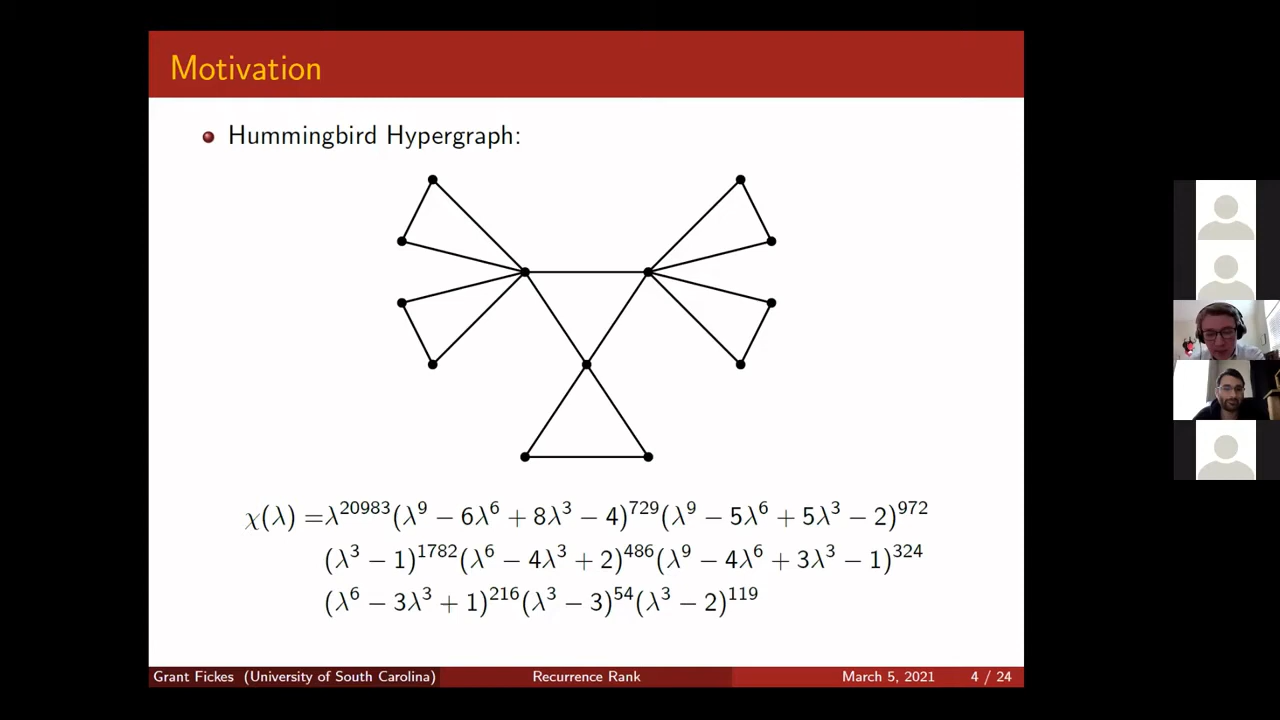 Motivation
Hummingbird Hypergraph:
χ(λ) =λ^20983(λ^9 − 6λ^6 + 8λ^3 − 4)^729(λ^9 − 5λ^6 + 5λ^3 − 2)^972
(λ^3 − 1)^1782(λ^6 − 4λ^3 + 2)^486(λ^9 − 4λ^6 + 3λ^3 − 1)^324
(λ^6 − 3λ^3 + 1)^216(λ^3 − 3)^54(λ^3 − 2)^119
Grant Fickes (University of South Carolina) Recurrence Rank March 5, 2021 4 / 24